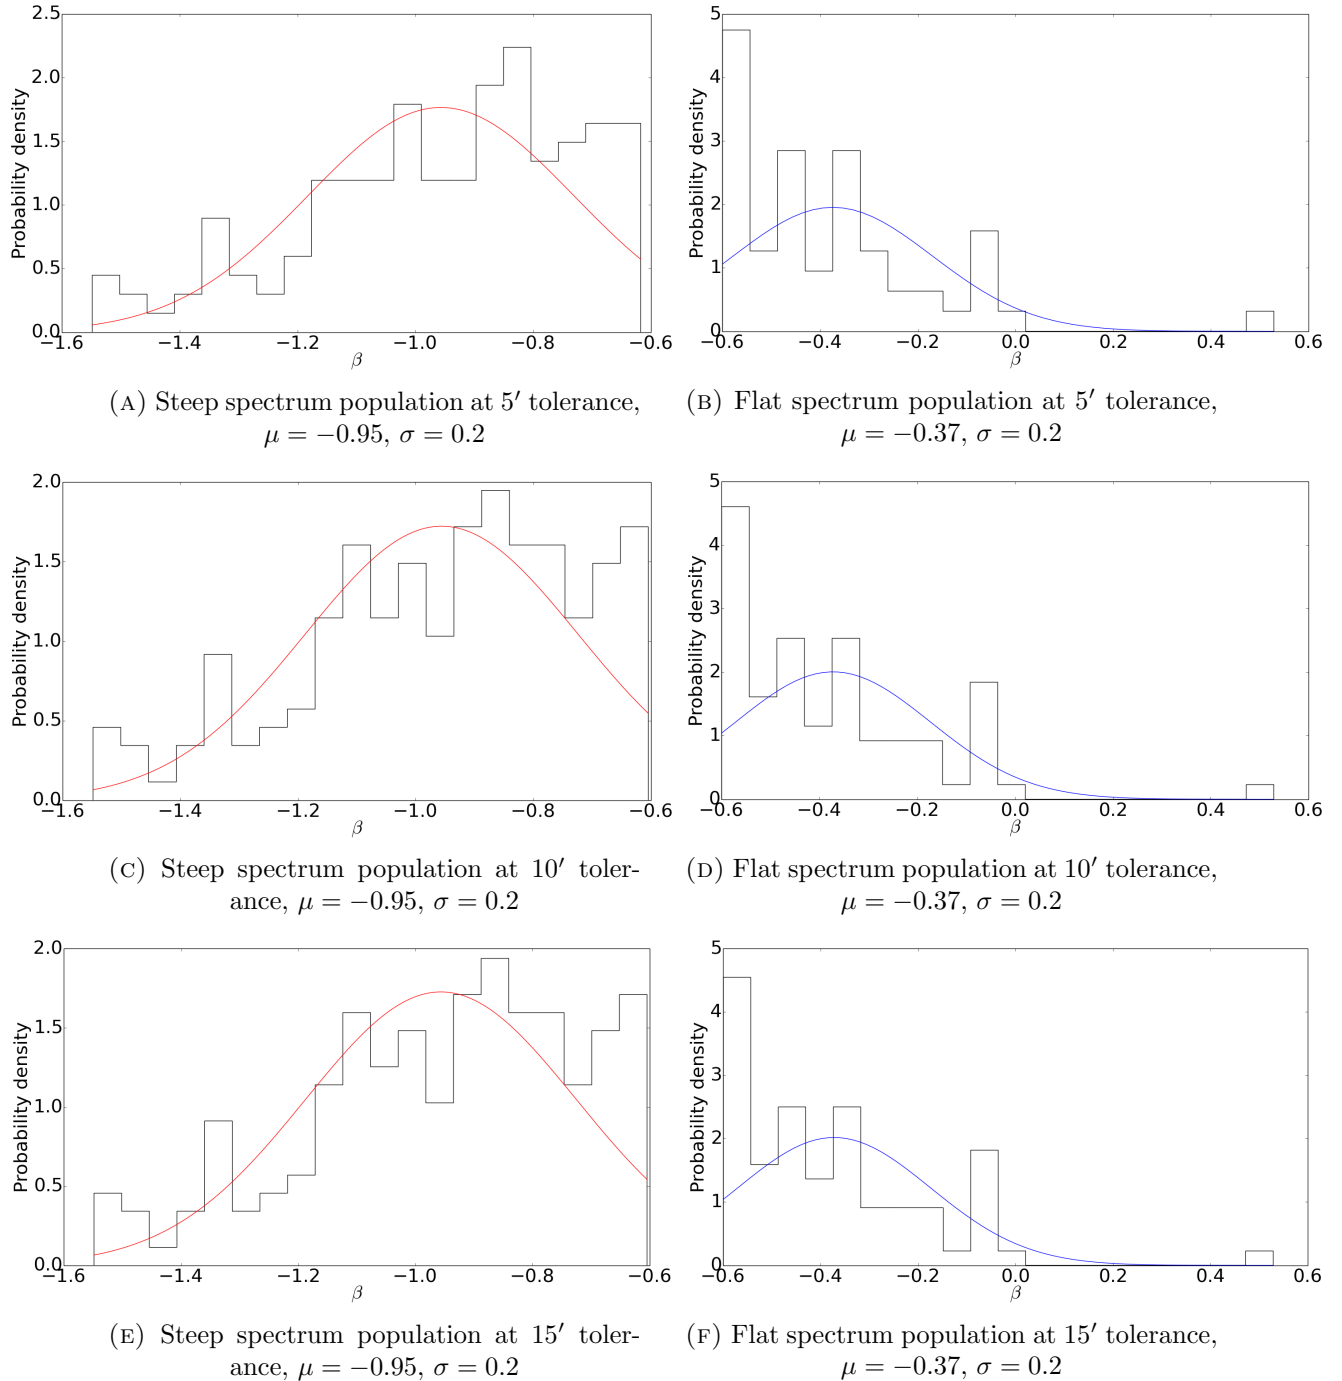 2.5
2.0
1.5
1.0
0.5
0.0
Probability density
−1.6 −1.4 −1.2 −1.0 −0.8 −0.6
β
5
4
3
2
1
0
Probability density
−0.6 −0.4 −0.2 0.0 0.2 0.4 0.6
β
(A) Steep spectrum population at 5′ tolerance,
μ = −0.95, σ = 0.2
(B) Flat spectrum population at 5′ tolerance,
μ = −0.37, σ = 0.2
2.0
1.5
1.0
0.5
0.0
Probability density
−1.6 −1.4 −1.2 −1.0 −0.8 −0.6
β
5
4
3
2
1
0
Probability density
−0.6 −0.4 −0.2 0.0 0.2 0.4 0.6
β
(C) Steep spectrum population at 10′ toler-
ance, μ = −0.95, σ = 0.2
(D) Flat spectrum population at 10′ tolerance,
μ = −0.37, σ = 0.2
2.0
1.5
1.0
0.5
0.0
Probability density
−1.6 −1.4 −1.2 −1.0 −0.8 −0.6
β
5
4
3
2
1
0
Probability density
−0.6 −0.4 −0.2 0.0 0.2 0.4 0.6
β
(E) Steep spectrum population at 15′ toler-
ance, μ = −0.95, σ = 0.2
(F) Flat spectrum population at 15′ tolerance,
μ = −0.37, σ = 0.2